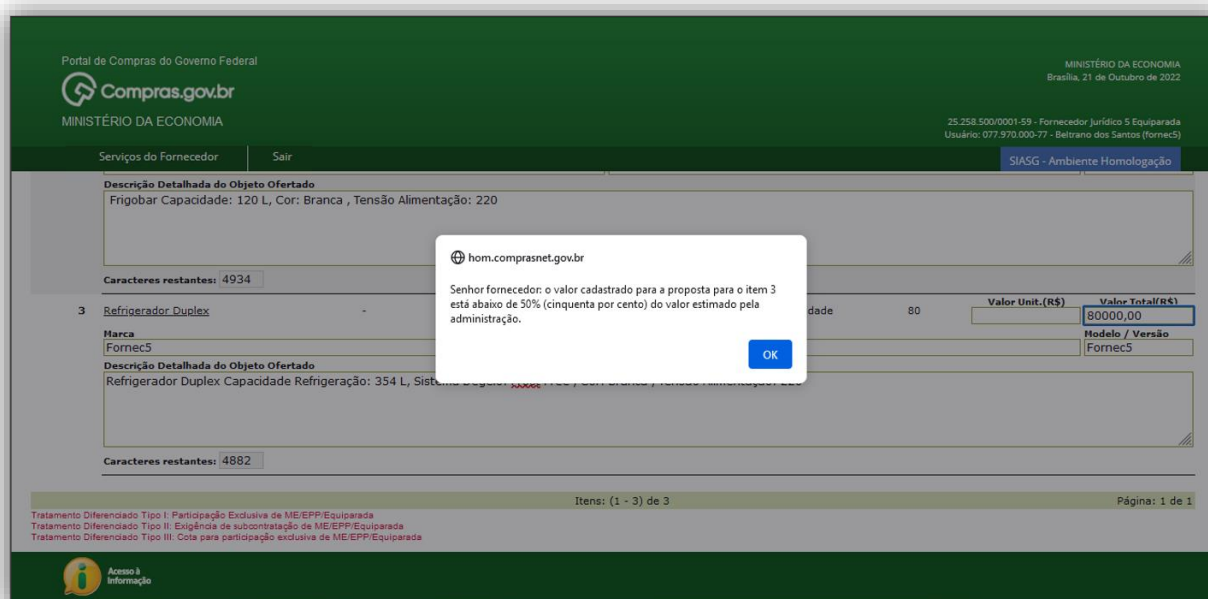 Portal de Compras do Governo Federal
MINISTÉRIO DA ECONOMIA
Brasília, 21 de Outubro de 2022
Compras.gov.br
MINISTÉRIO DA ECONOMIA
25.258.500/0001-59 - Fornecedor Jurídico 5 Equiparada
Usuário: 077.970.000-77 - Beltrano dos Santos (fornec5)
Serviços do Fornecedor Sair SIASG - Ambiente Homologação
Descrição Detalhada do Objeto Ofertado
Frigobar Capacidade: 120 L, Cor: Branca , Tensão Alimentação: 220
Caracteres restantes: 4934
hom.comprasnet.gov.br
Senhor fornecedor: o valor cadastrado para a proposta para o item 3
está abaixo de 50% (cinquenta por cento) do valor estimado pela
administração.
OK
Valor Unit.(R$) Valor Total(R$)
3 Refrigerador Duplex - dade 80 80000,00
Marca Modelo / Versão
Fornec5 Fornec5
Descrição Detalhada do Objeto Ofertado
Refrigerador Duplex Capacidade Refrigeração: 354 L,
Caracteres restantes: 4882
Itens: (1 - 3) de 3 Página: 1 de 1
Tratamento Diferenciado Tipo I: Participação Exclusiva de ME/EPP/Equiparada
Tratamento Diferenciado Tipo II: Exigência de subcontratação de ME/EPP/Equiparada
Tratamento Diferenciado Tipo III: Cota para participação exclusiva de ME/EPP/Equiparada
Acesso à
Informação